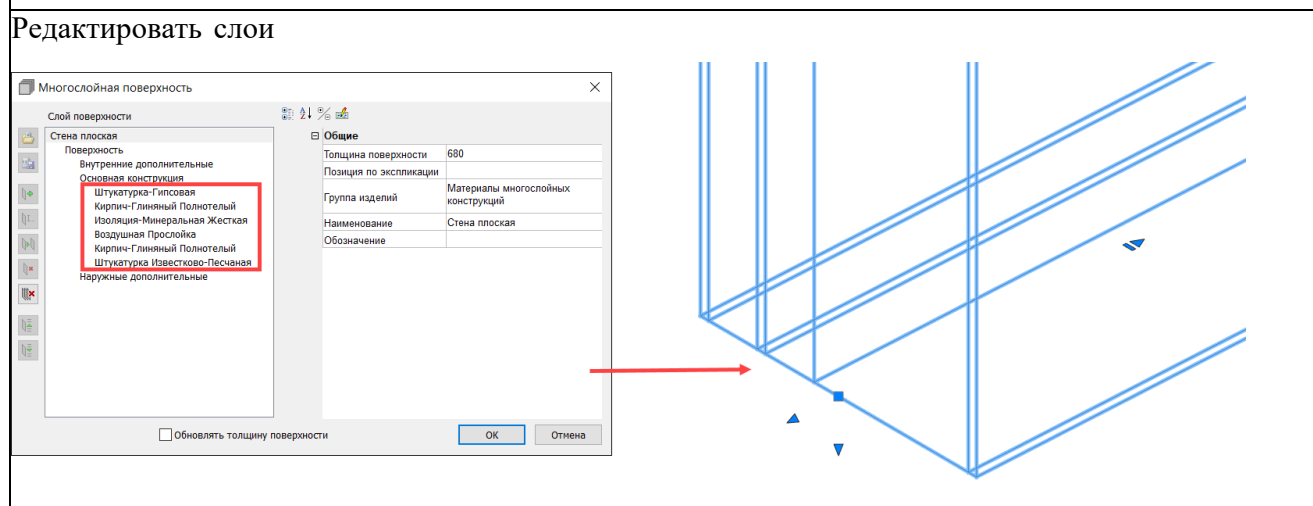 Редактировать слои
Многослойная поверхность
Слой поверхности
Стена плоская
Поверхность
Внутренние дополнительные
Основная конструкция
Штукатурка-Гипсовая
Кирпич-Глиняный Полнотелый
Изоляция-Минеральная Жесткая
Воздушная Прослойка
Кирпич-Глиняный Полнотелый
Штукатурка Известково-Песчаная
Наружные дополнительные
Общие
Толщина поверхности 680
Позиция по экспликации
Группа изделий Материалы многослойных
конструкций
Наименование Стена плоская
Обозначение
Обновлять толщину поверхности
ОК Отмена